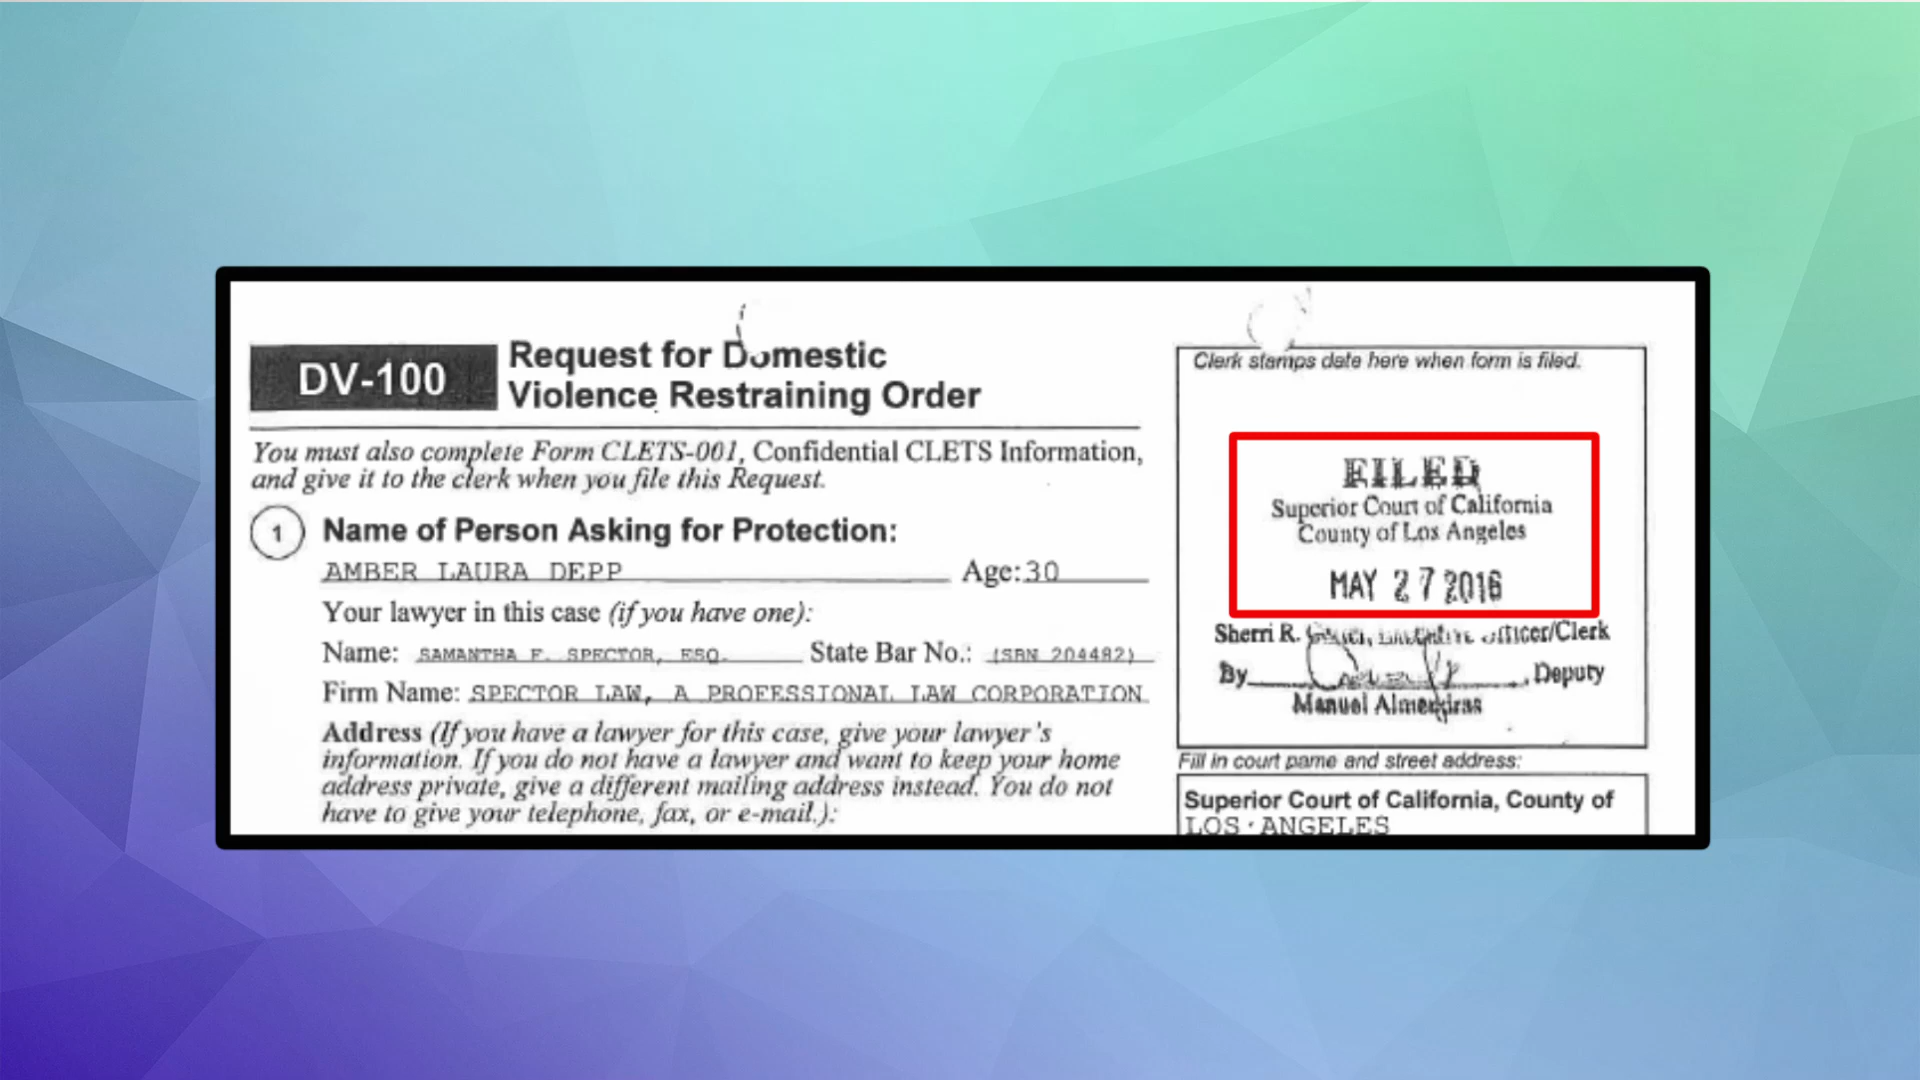 DV-100
Request for Domestic
Violence Restraining Order
You must also complete Form CLETS-001, Confidential CLETS Information,
and give it to the clerk when you file this Request.
1
Name of Person Asking for Protection:
AMBER LAURA DEPP Age:30
Your lawyer in this case (if you have one):
Name: SAMANTHA F. SPECTOR, ESQ. State Bar No.: (SBN 204482)
Firm Name: SPECTOR LAW, A PROFESSIONAL LAW CORPORATION
Address (If you have a lawyer for this case, give your lawyer's
information. If you do not have a lawyer and want to keep your home
address private, give a different mailing address instead. You do not
have to give your telephone, fax, or e-mail.):
Clerk stamps date here when form is filed.
FILED
Superior Court of California
County of Los Angeles
MAY 27 2016
Sherri R. Officer/Clerk
By , Deputy
Manuel
Fill in court name and street address:
Superior Court of California, County of
LOS ANGELES